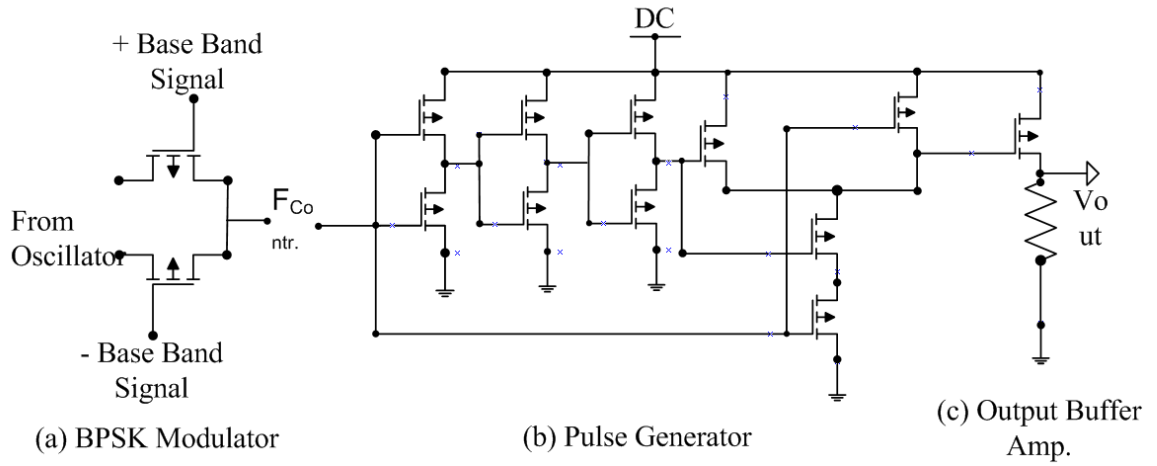 DC
+ Base Band
Signal
From
Oscillator
F Co
ntr.
Vo
ut
- Base Band
Signal
(a) BPSK Modulator
(b) Pulse Generator
(c) Output Buffer
Amp.